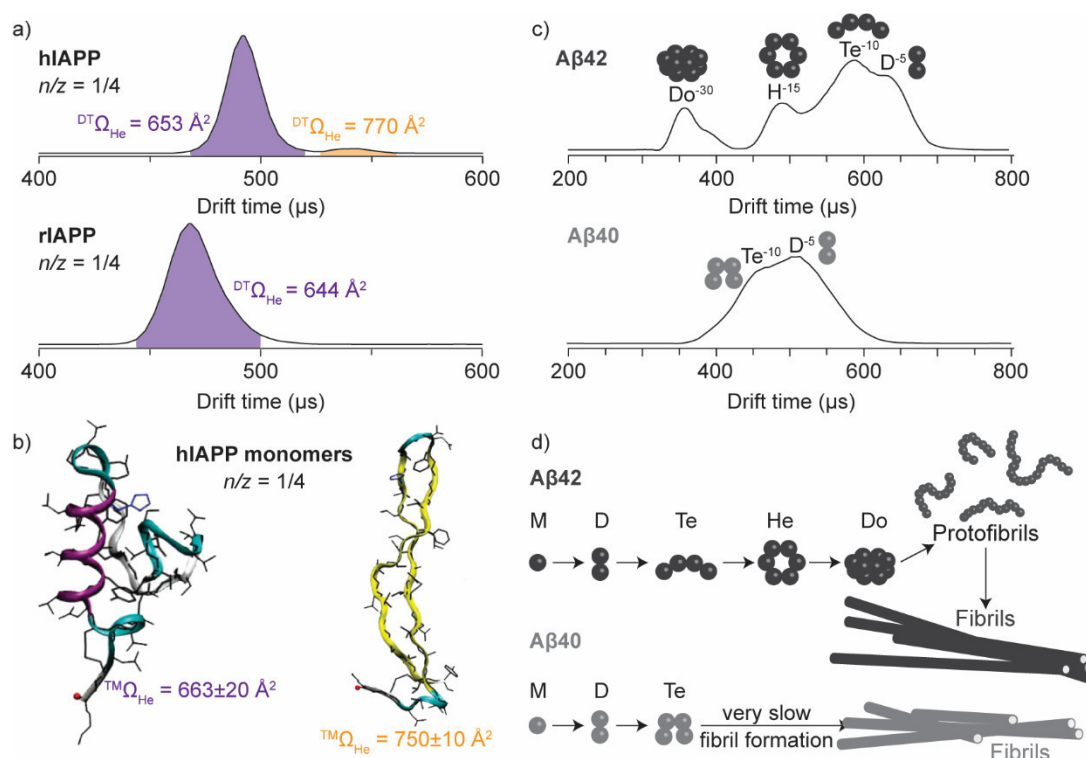 a)
hIAPP
n/z = 1/4
DTΩHe = 653 Å²
DTΩHe = 770 Å²
400 500 600
Drift time (µs)
rIAPP
n/z = 1/4
DTΩHe = 644 Å²
400 500 600
Drift time (µs)
b)
hIAPP monomers
n/z = 1/4
TMΩHe = 663±20 Å²
TMΩHe = 750±10 Å²
c)
Aβ42
Do-30
H-15
Te-10
D-5
200 400 600 800
Drift time (µs)
Aβ40
Te-10
D-5
200 400 600 800
Drift time (µs)
d)
Aβ42
M D Te He Do
Protofibrils
Fibrils
Aβ40
M D Te
very slow
fibril formation
Fibrils